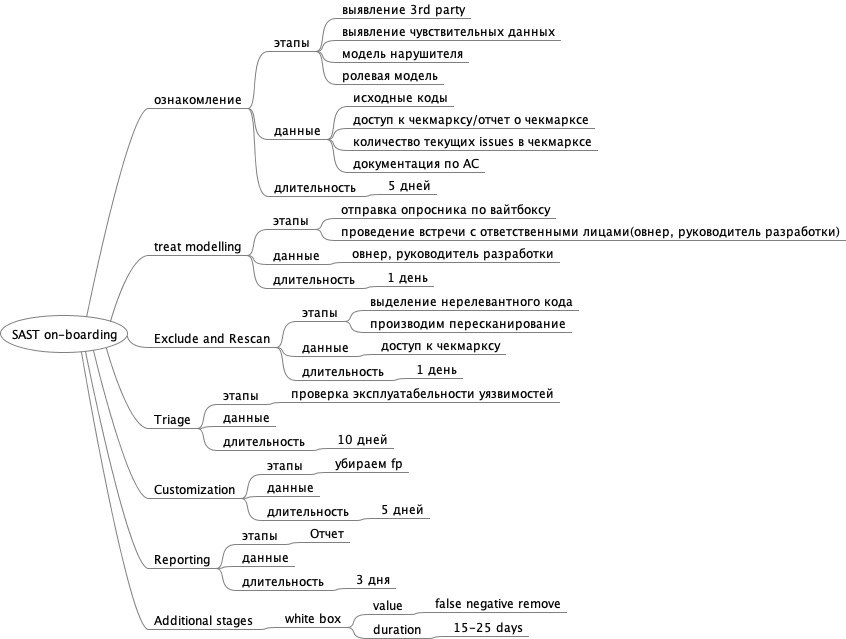 SAST on-boarding
ознакомление
этапы
выявление 3rd party
выявление чувствительных данных
модель нарушителя
ролевая модель
данные
исходные коды
доступ к чекмарксу/отчет о чекмарксе
количество текущих issues в чекмарксе
документация по АС
длительность
5 дней
treat modelling
этапы
отправка опросника по вайтбоксу
проведение встречи с ответственными лицами(овнер, руководитель разработки)
данные
овнер, руководитель разработки
длительность
1 день
Exclude and Rescan
этапы
выделение нерелевантного кода
производим пересканирование
данные
доступ к чекмарксу
длительность
1 день
Triage
этапы
проверка эксплуатабельности уязвимостей
данные
длительность
10 дней
Customization
этапы
убираем fp
данные
длительность
5 дней
Reporting
этапы
Отчет
данные
длительность
3 дня
Additional stages
white box
value
false negative remove
duration
15-25 days